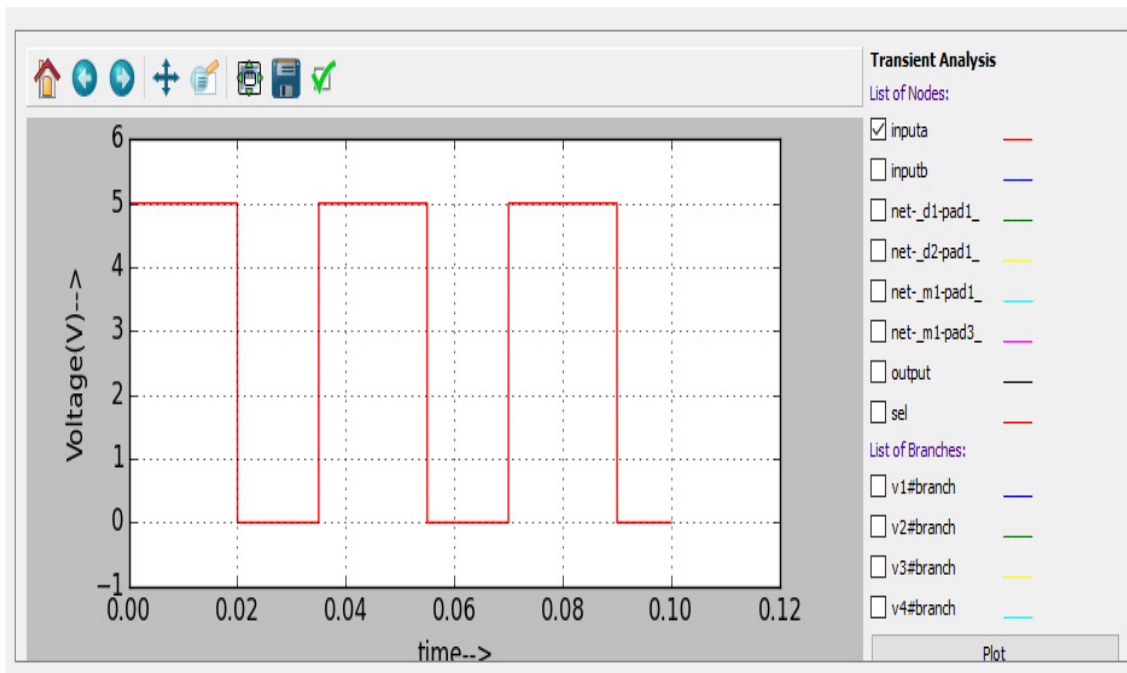 Transient Analysis
List of Nodes:
inputa
inputb
net-_d1-pad1_
net-_d2-pad1_
net-_m1-pad1_
net-_m1-pad3_
output
sel
List of Branches:
v1#branch
v2#branch
v3#branch
v4#branch
Plot
6
5
4
3
2
1
0
−1
Voltage(V)-->
0.00 0.02 0.04 0.06 0.08 0.10 0.12
time-->